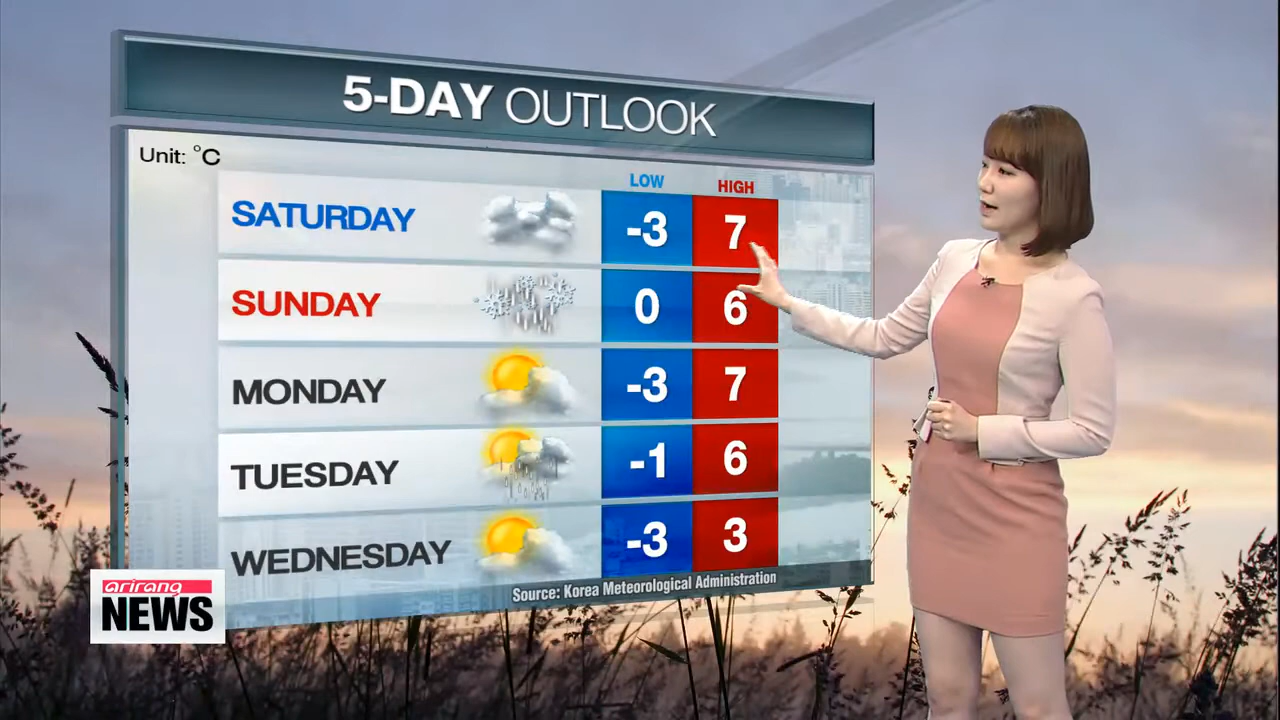 5-DAY OUTLOOK
Unit: °C
LOW HIGH
SATURDAY -3 7
SUNDAY 0 6
MONDAY -3 7
TUESDAY -1 6
WEDNESDAY -3 3
Source: Korea Meteorological Administration
arirang
NEWS